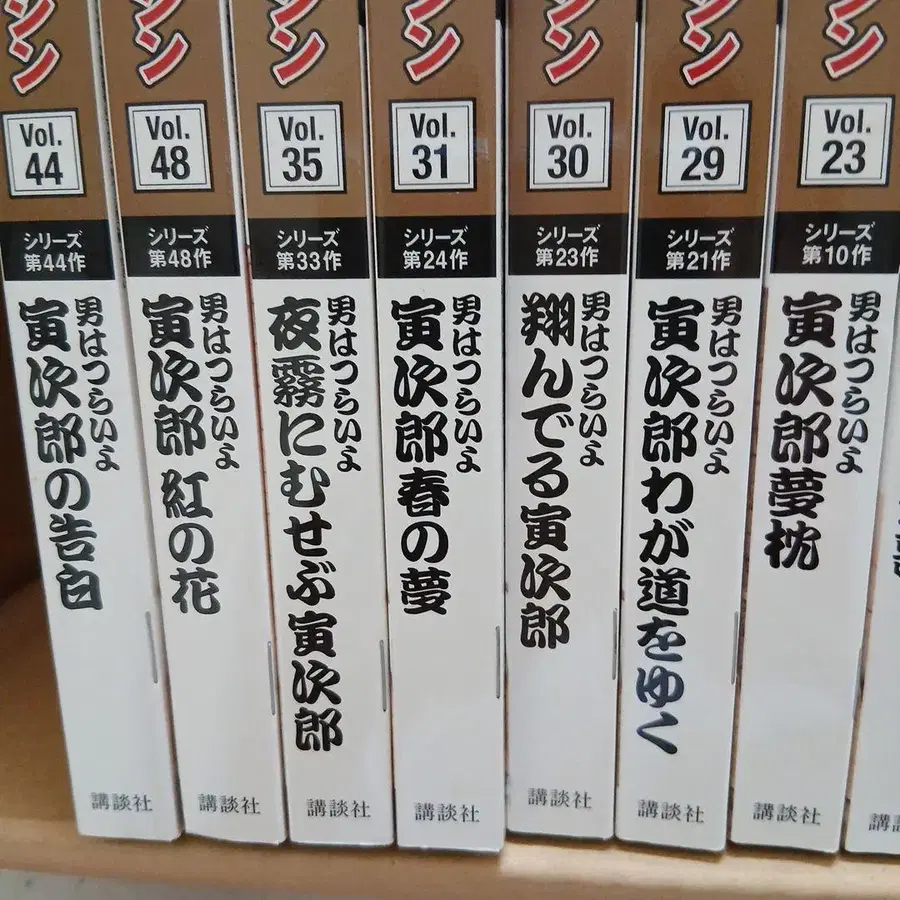 ン
Vol.
44
シリーズ
第44作
男はつらいよ
寅次郎の告白
講談社
ン
Vol.
48
シリーズ
第48作
男はつらいよ
寅次郎 紅の花
講談社
ジン
Vol.
35
シリーズ
第33作
男はつらいよ
夜霧にむせぶ寅次郎
講談社
ン
Vol.
31
シリーズ
第24作
男はつらいよ
寅次郎春の夢
講談社
ン
Vol.
30
シリーズ
第23作
男はつらいよ
翔んでる寅次郎
講談社
ジン
Vol.
29
シリーズ
第21作
男はつらいよ
寅次郎わが道をゆく
講談社
ン
Vol.
23
シリーズ
第10作
男はつらいよ
寅次郎夢枕
講談社
講